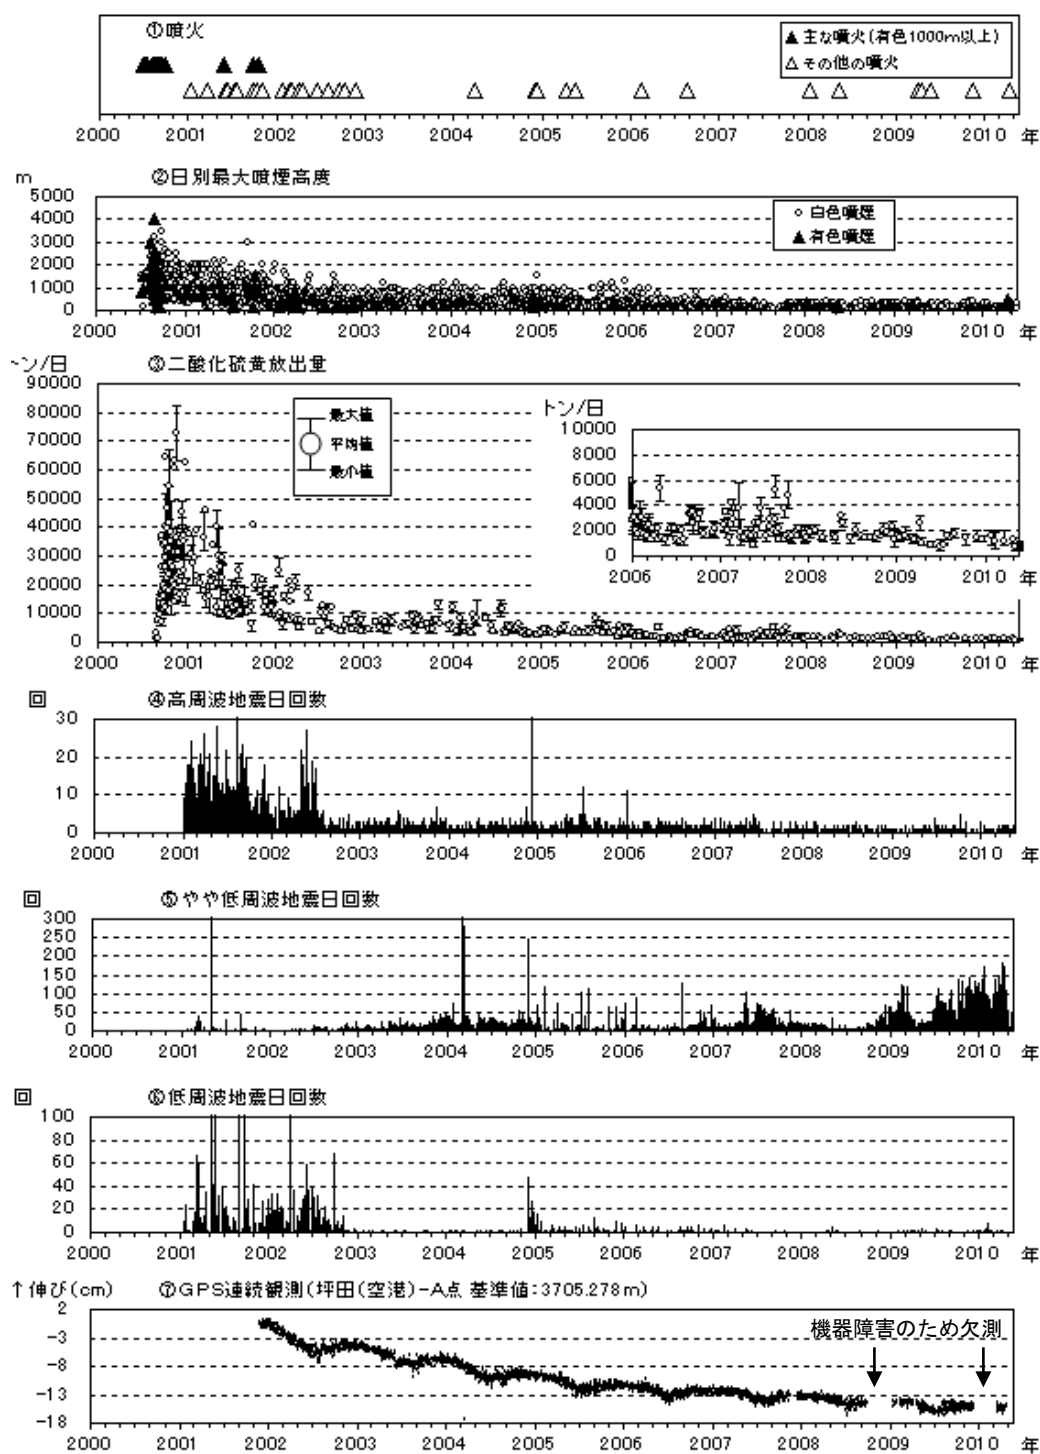 ①噴火
▲主な噴火(有色1000m以上)
△その他の噴火
2000 2001 2002 2003 2004 2005 2006 2007 2008 2009 2010 年
m ②日別最大噴煙高度
5000
4000
3000
2000
1000
0
○ 白色噴煙
▲ 有色噴煙
2000 2001 2002 2003 2004 2005 2006 2007 2008 2009 2010 年
トン/日 ③二酸化硫黄放出量
90000
80000
70000
60000
50000
40000
30000
20000
10000
0
最大値
平均値
最小値
トン/日
10000
8000
6000
4000
2000
0
2006 2007 2008 2009 2010 年
2000 2001 2002 2003 2004 2005 2006 2007 2008 2009 2010 年
回 ④高周波地震日回数
30
20
10
0
2000 2001 2002 2003 2004 2005 2006 2007 2008 2009 2010 年
回 ⑤やや低周波地震日回数
300
250
200
150
100
50
0
2000 2001 2002 2003 2004 2005 2006 2007 2008 2009 2010 年
回 ⑥低周波地震日回数
100
80
60
40
20
0
2000 2001 2002 2003 2004 2005 2006 2007 2008 2009 2010 年
↑伸び(cm) ⑦GPS連続観測(坪田(空港)-A点 基準値:3705.278m)
2
-3
-8
-13
-18
機器障害のため欠測
2000 2001 2002 2003 2004 2005 2006 2007 2008 2009 2010 年